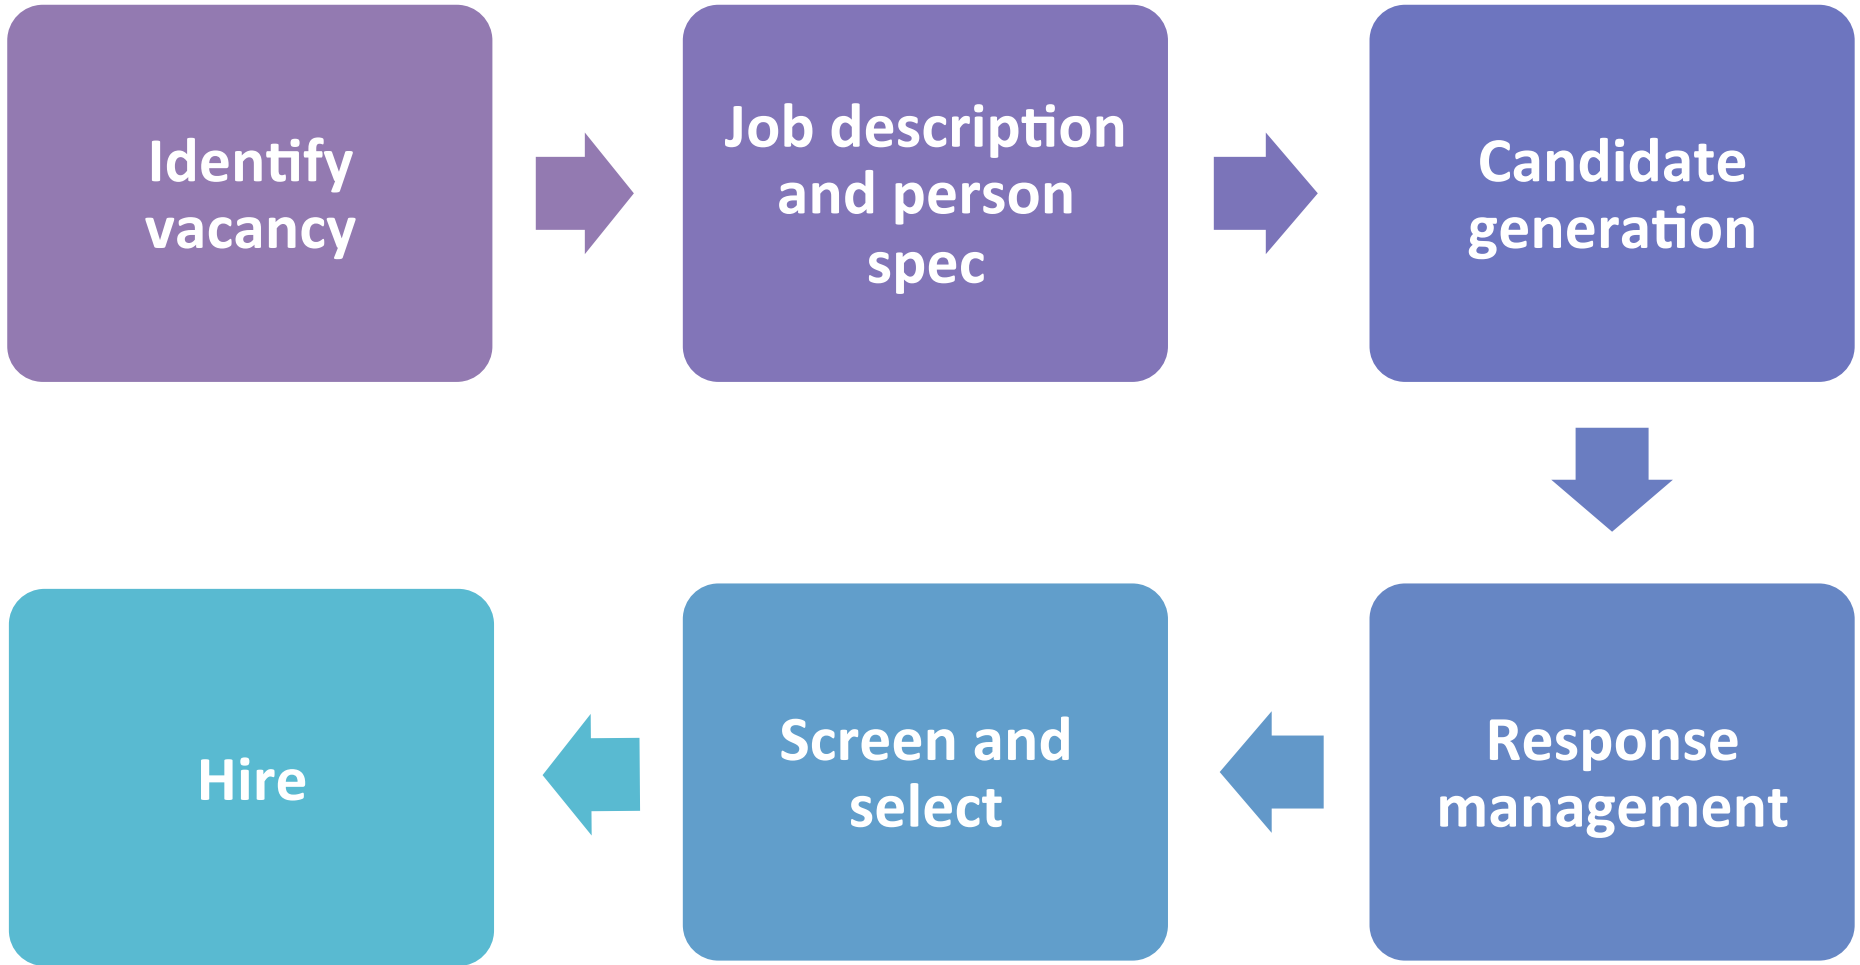 Identify
vacancy
Job description
and person
spec
Candidate
generation
Response
management
Screen and
select
Hire